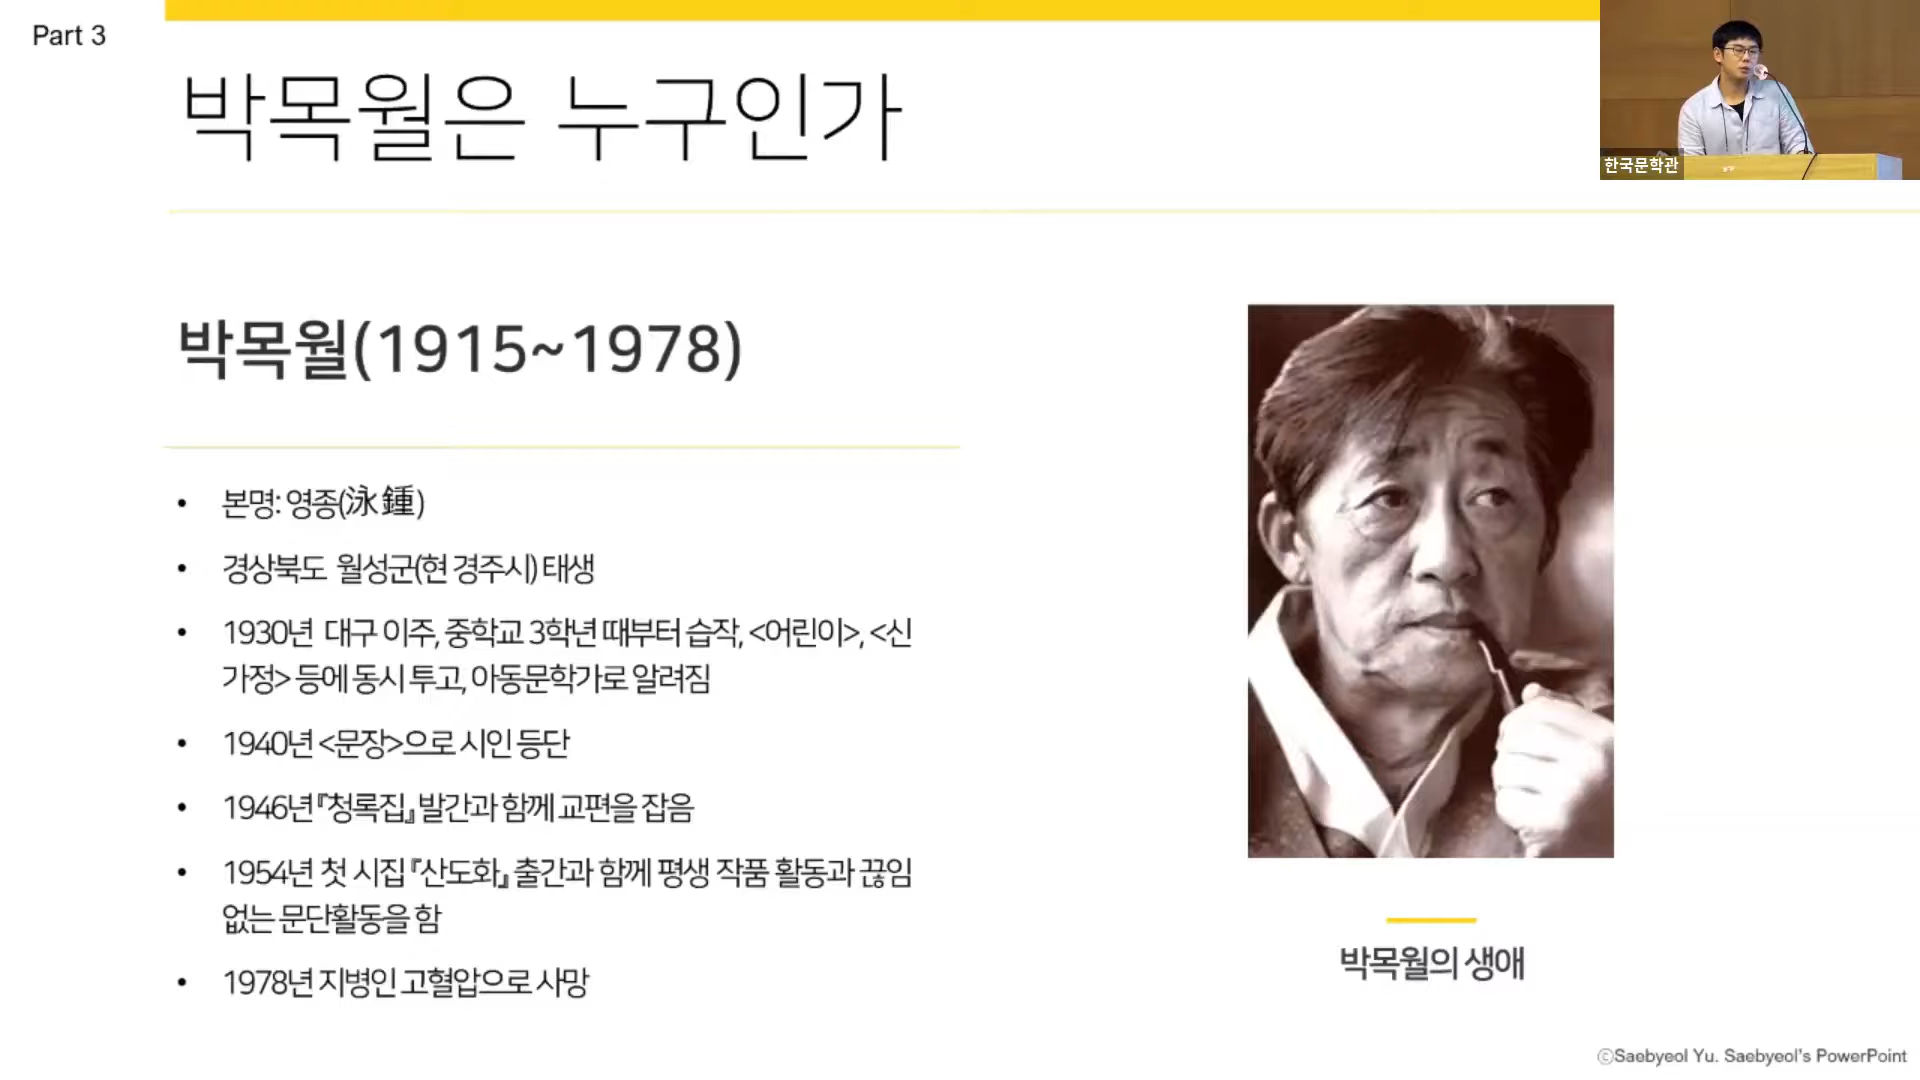 Part 3
박목월은 누구인가
한국문학관
박목월(1915~1978)
• 본명: 영종(泳鍾)
• 경상북도 월성군(현 경주시) 태생
• 1930년 대구 이주, 중학교 3학년 때부터 습작, <어린이>, <신
가정> 등에 동시 투고, 아동문학가로 알려짐
• 1940년 <문장>으로 시인 등단
• 1946년 『청록집』 발간과 함께 교편을 잡음
• 1954년 첫 시집 『산도화』 출간과 함께 평생 작품 활동과 끊임
없는 문단활동을 함
• 1978년 지병인 고혈압으로 사망
박목월의 생애
ⓒSaebyeol Yu. Saebyeol's PowerPoint